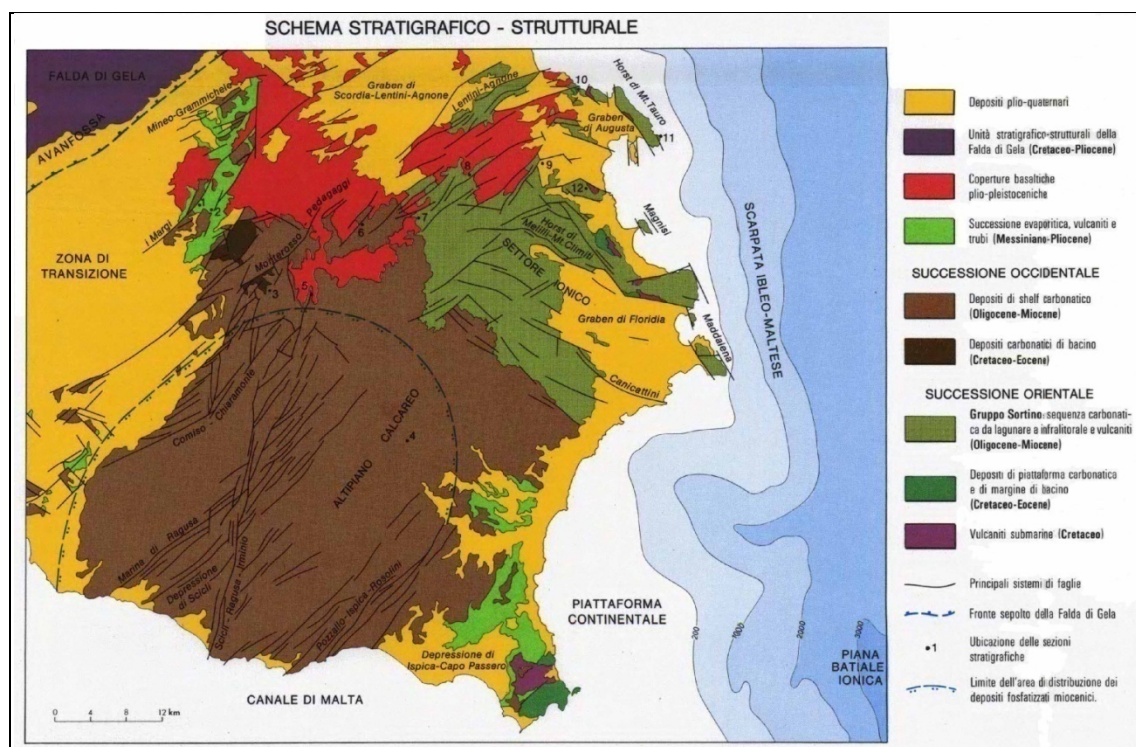 SCHEMA STRATIGRAFICO - STRUTTURALE
FALDA DI GELA
AVANFOSSA
Mineo-Grammichele
Graben di
Scordia-Lentini-Agnone
Lentini-Agnone
10
Horst di Mt.Tauro
Graben
di Augusta
11
9
8
12
1
2
i Margi
Pedagaggi
Monterosso
7
6
5
3
ZONA DI
TRANSIZIONE
Horst di
Melilli-Mt.Climiti
Magnisi
SETTORE
IONICO
Graben di Floridia
Maddalena
Canicattini
Comiso - Chiaramonte
4
ALTIPIANO
CALCAREO
Marina di Ragusa
Depressione
di Scicli
Scicli - Ragusa - Irminio
Pozzallo-Ispica-Rosolini
Depressione di
Ispica-Capo Passero
CANALE DI MALTA
0
12 km
PIATTAFORMA
CONTINENTALE
SCARPATA IBLEO-MALTESE
200
1000
2000
3000
PIANA
BATIALE
IONICA
Depositi plio-quaternari
Unità stratigrafico-strutturali della
Falda di Gela (Cretaceo-Pliocene)
Coperture basaltiche
plio-pleistoceniche
Successione evaporitica, vulcaniti e
trubi (Messiniano-Pliocene)
SUCCESSIONE OCCIDENTALE
Depositi di shelf carbonatico
(Oligocene-Miocene)
Depositi carbonatici di bacino
(Cretaceo-Eocene)
SUCCESSIONE ORIENTALE
Gruppo Sortino: sequenza carbonati-
ca da lagunare a infralitorale e vulcaniti
(Oligocene-Miocene)
Depositi di piattaforma carbonatica
e di margine di bacino
(Cretaceo-Eocene)
Vulcaniti submarine (Cretaceo)
Principali sistemi di faglie
Fronte sepolto della Falda di Gela
1
Ubicazione delle sezioni
stratigrafiche
Limite dell'area di distribuzione dei
depositi fosfatizzati miocenici.